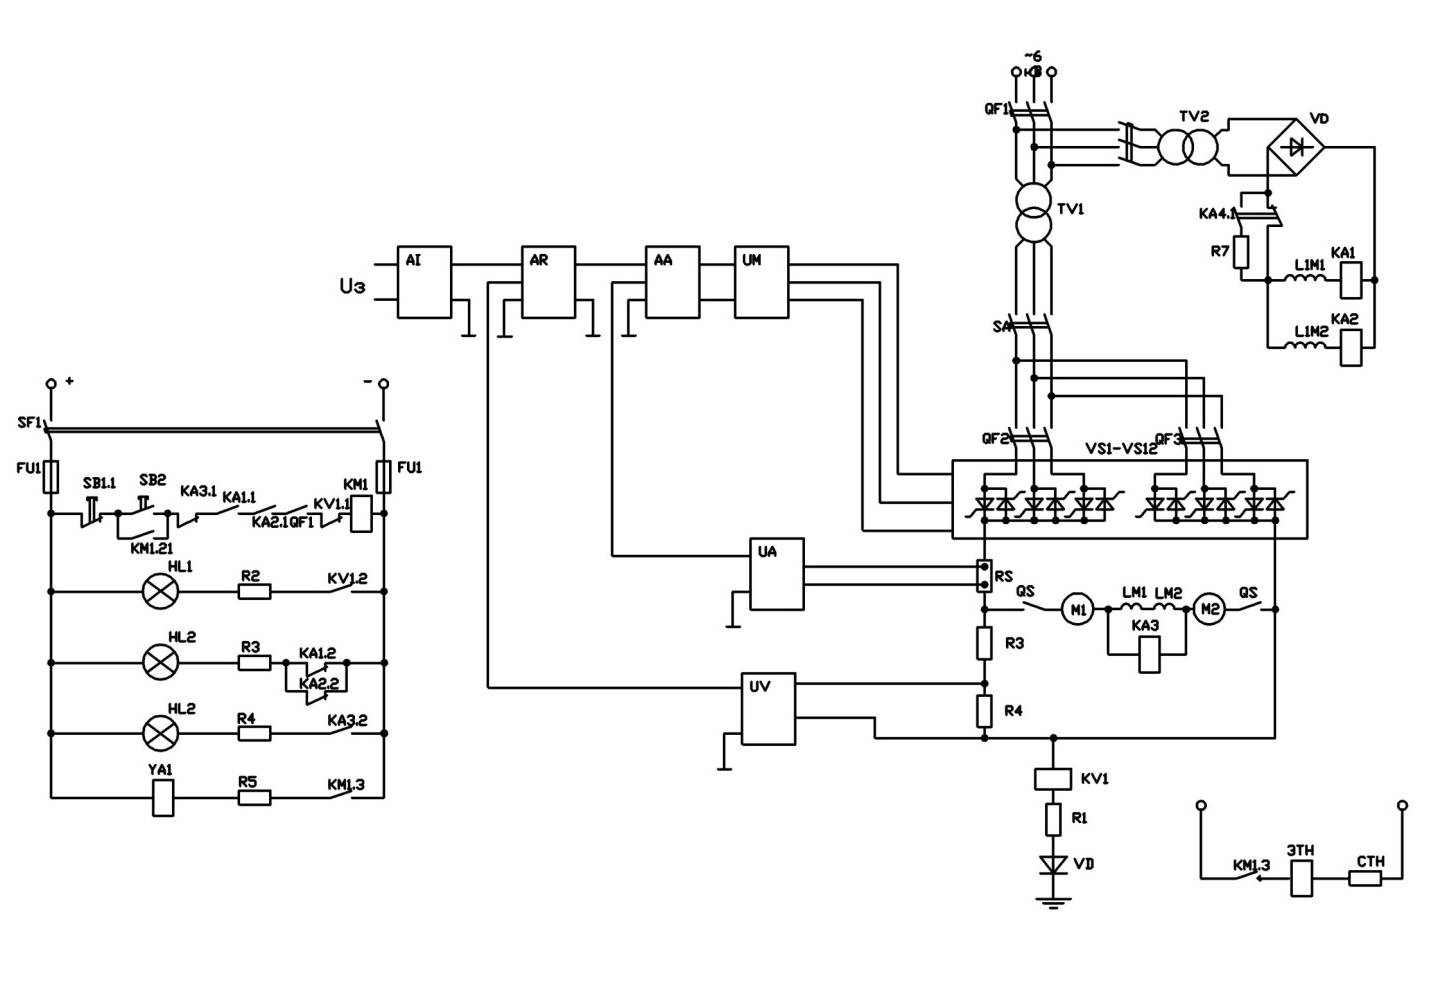 ~6
кВ
QF1
TV2
VD
TV1
KA4.1
R7
L1M1
KA1
L1M2
KA2
AI
AR
AA
UM
Uз
SA
QF2
VS1-VS12
QF3
+
-
SF1
FU1
FU1
SB1.1
SB2
KA3.1
KA1.1
KA2.1
QF1
KV1.1
KM1
KM1.21
HL1
R2
KV1.2
HL2
R3
KA1.2
KA2.2
HL2
R4
KA3.2
YA1
R5
KM1.3
UA
RS
QS
M1
LM1
LM2
M2
QS
KA3
R3
UV
R4
KV1
R1
VD
KM1.3
ЭТН
СТН